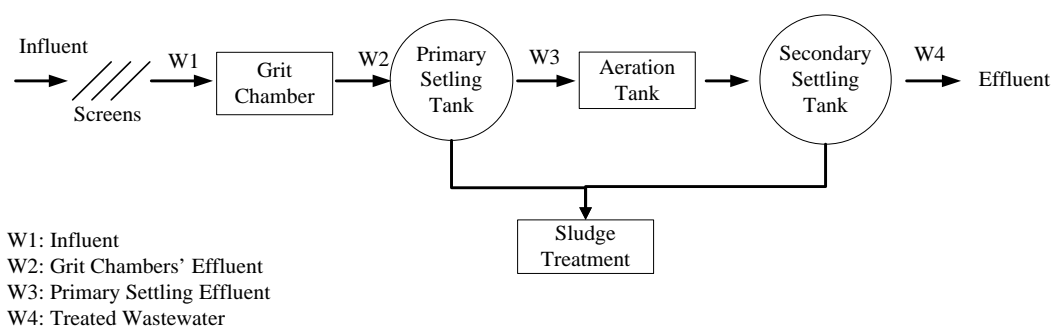 Influent
Screens
W1
Grit
Chamber
W2
Primary
Setling
Tank
W3
Aeration
Tank
Secondary
Settling
Tank
W4
Effluent
Sludge
Treatment
W1: Influent
W2: Grit Chambers’ Effluent
W3: Primary Settling Effluent
W4: Treated Wastewater